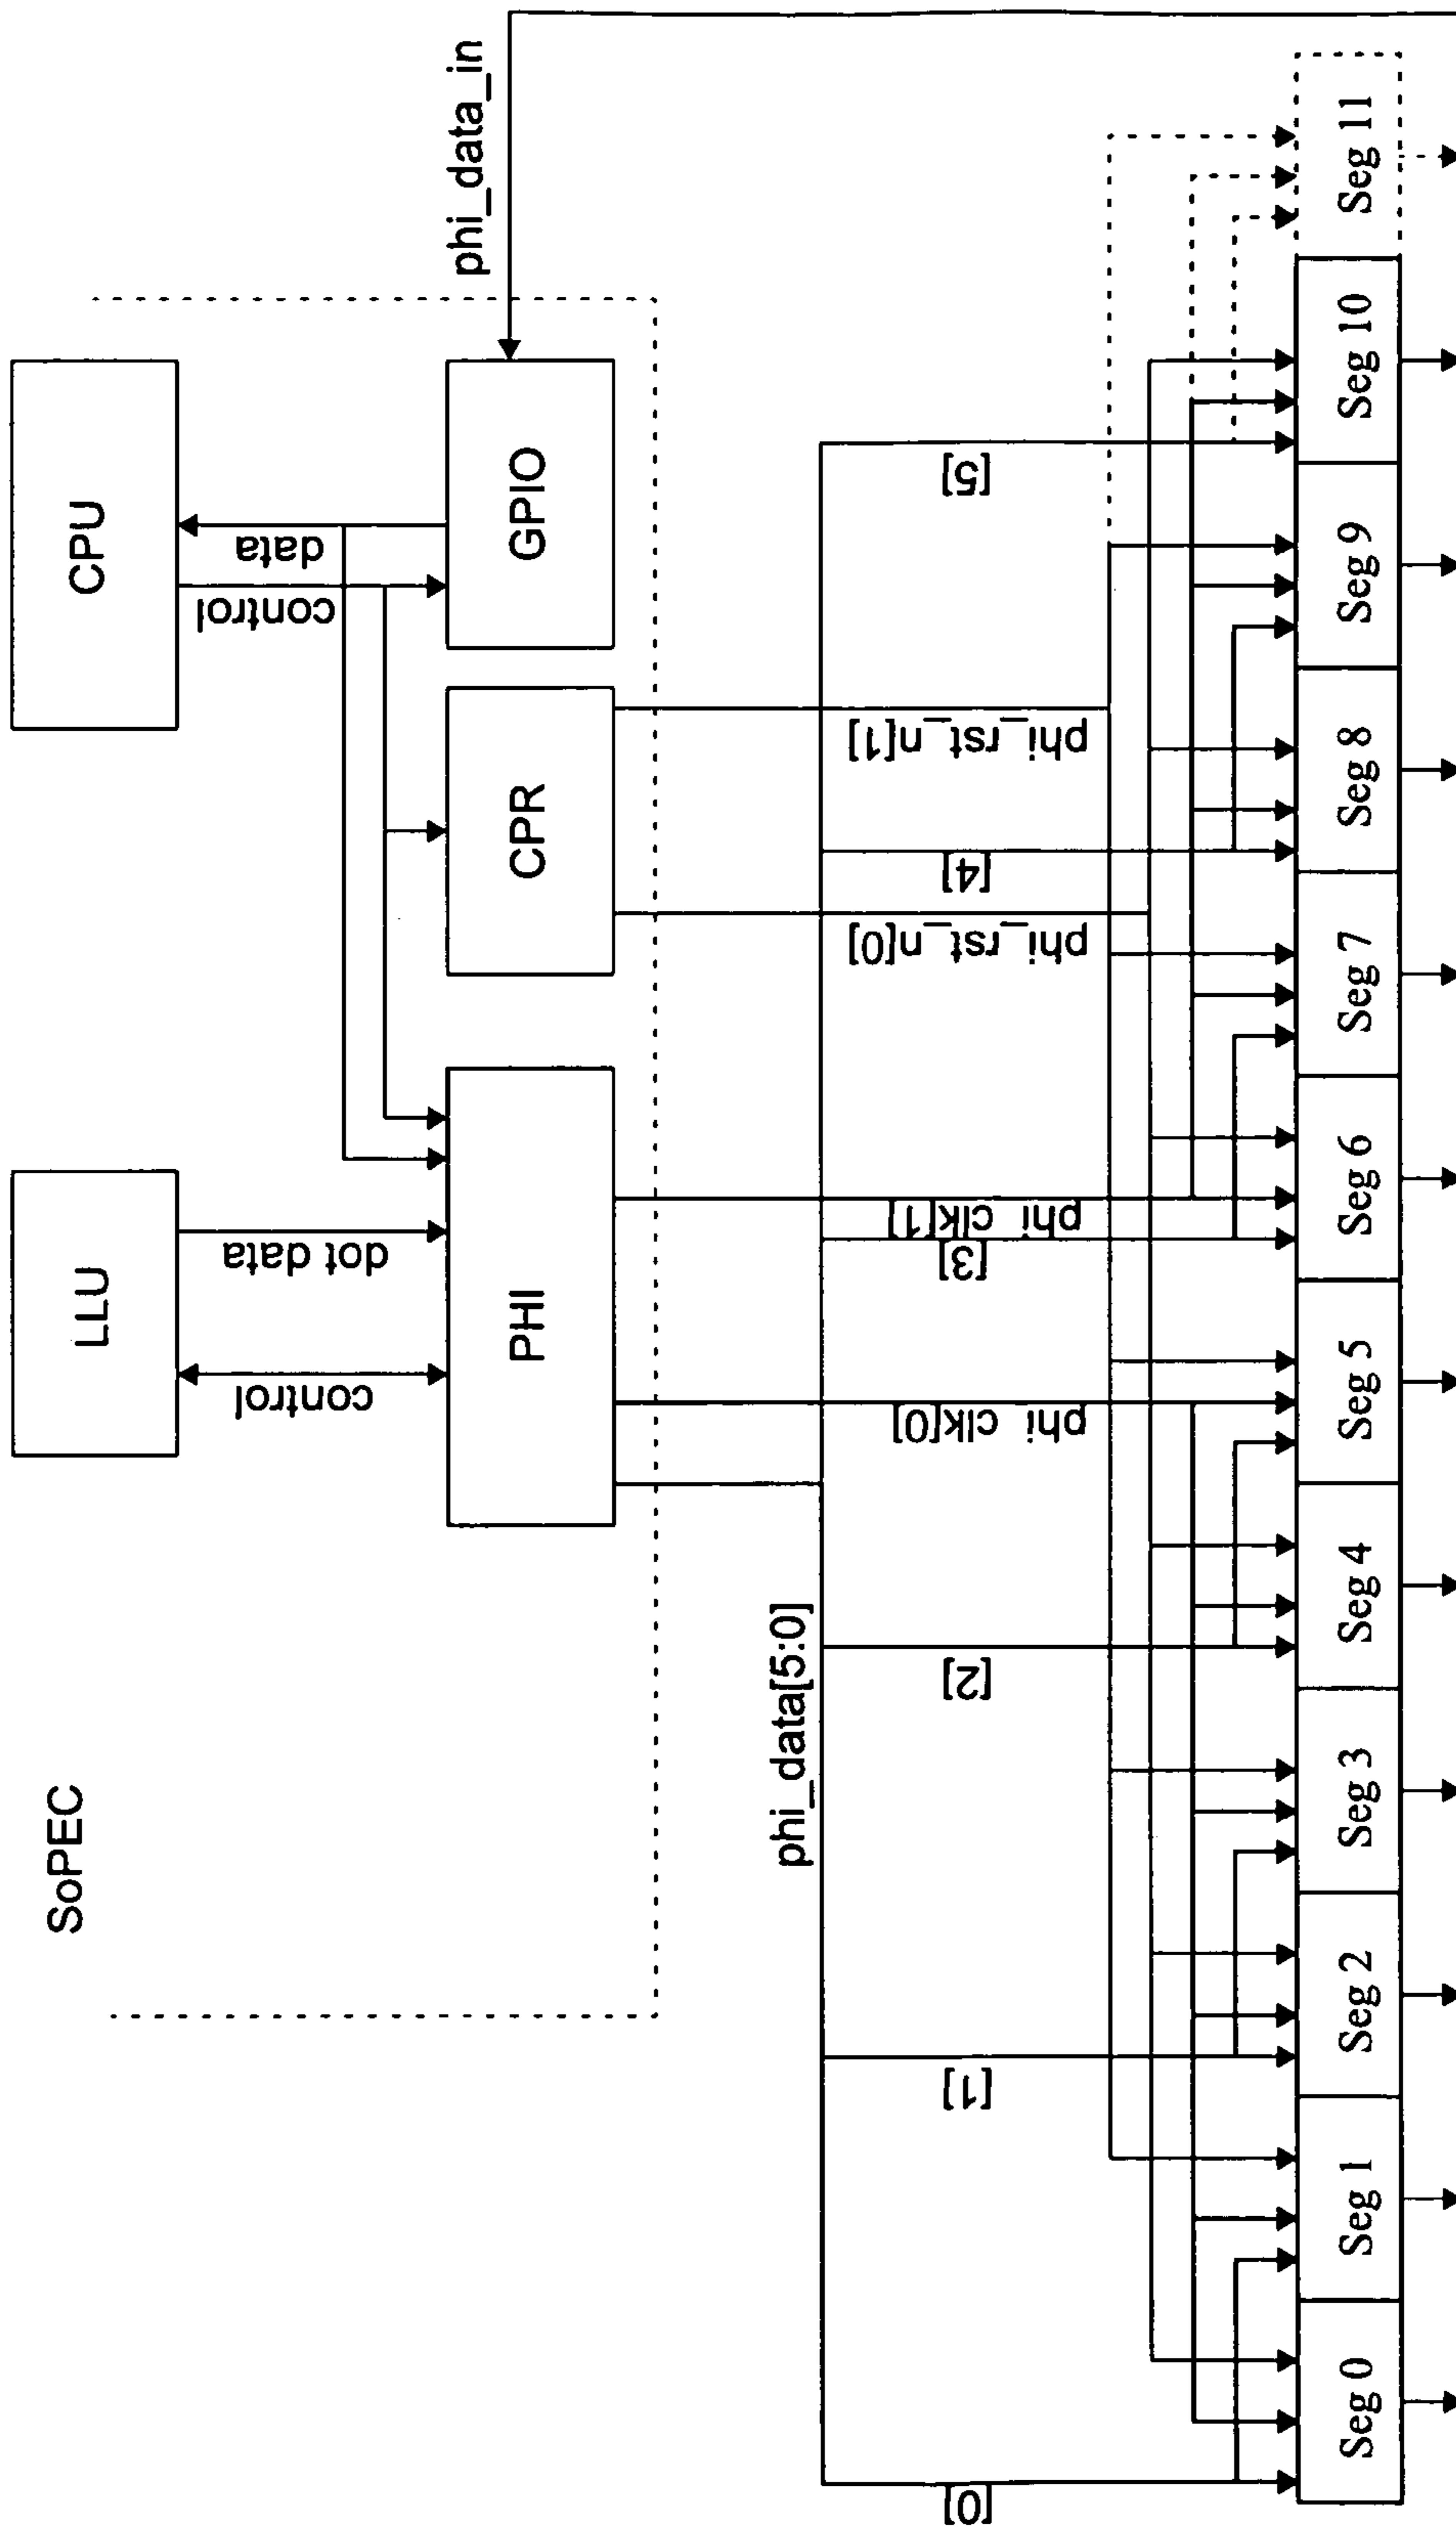 SoPEC
LLU
CPU
control
dot data
control
data
PHI
CPR
GPIO
phi_data_in
phi_data[5:0]
[0]
[1]
[2]
phi_clk[0]
[3]
phi_clk[1]
phi_rst_n[0]
[4]
phi_rst_n[1]
[5]
Seg 0
Seg 1
Seg 2
Seg 3
Seg 4
Seg 5
Seg 6
Seg 7
Seg 8
Seg 9
Seg 10
Seg 11